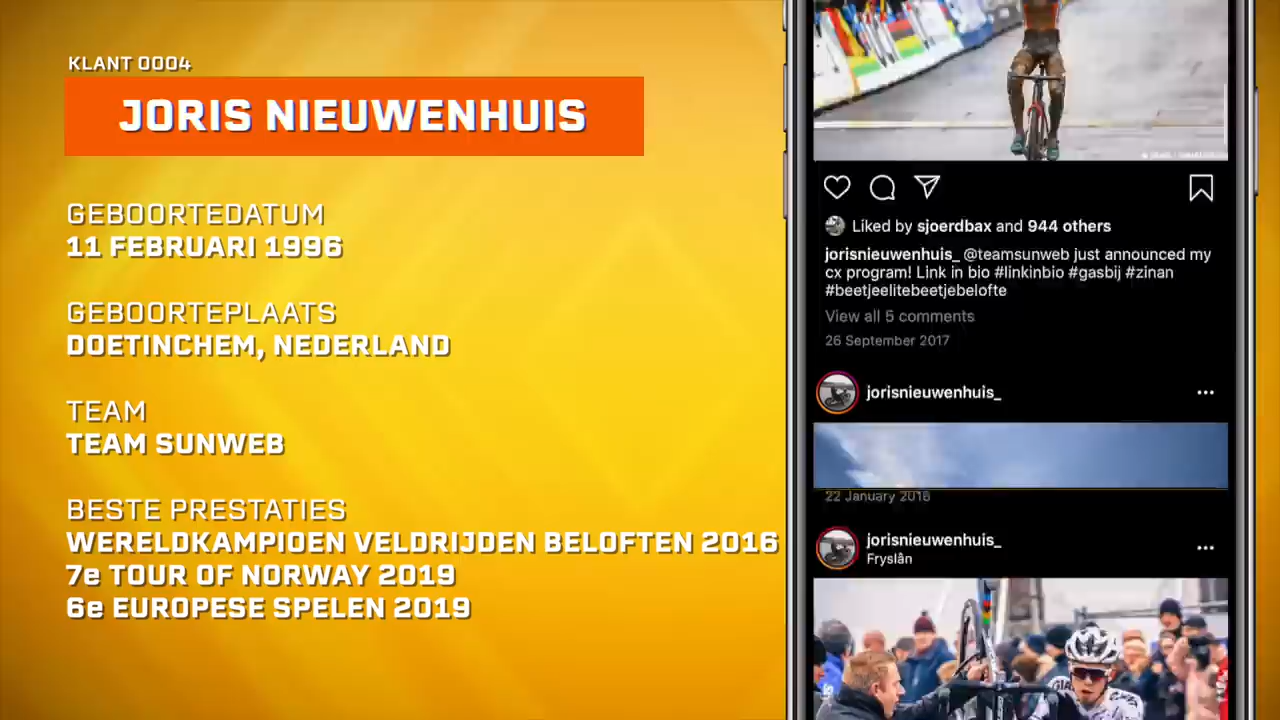 KLANT 0004
JORIS NIEUWENHUIS
GEBOORTEDATUM
11 FEBRUARI 1996
GEBOORTEPLAATS
DOETINCHEM, NEDERLAND
TEAM
TEAM SUNWEB
BESTE PRESTATIES
WERELDKAMPIOEN VELDRIJDEN BELOFTEN 2016
7e TOUR OF NORWAY 2019
6e EUROPESE SPELEN 2019
Liked by sjoerdbax and 944 others
jorisnieuwenhuis_ @teamsunweb just announced my
cx program! Link in bio #linkinbio #gasbij #zinan
#beetjeelitebeetjebelofte
View all 5 comments
26 September 2017
jorisnieuwenhuis_
22 January 2016
jorisnieuwenhuis_
Fryslân